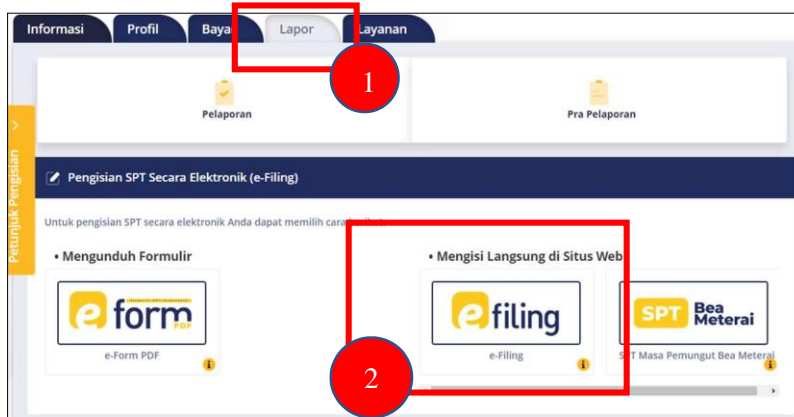 Informasi Profil Bayar Lapor Layanan
1
Pelaporan Pra Pelaporan
Petunjuk Pengisian
Pengisian SPT Secara Elektronik (e-Filing)
Untuk pengisian SPT secara elektronik Anda dapat memilih cara
• Mengunduh Formulir • Mengisi Langsung di Situs Web
e form PDF e filing SPT Bea Meterai
e-Form PDF e-Filing SPT Masa Pemungut Bea Meterai
2